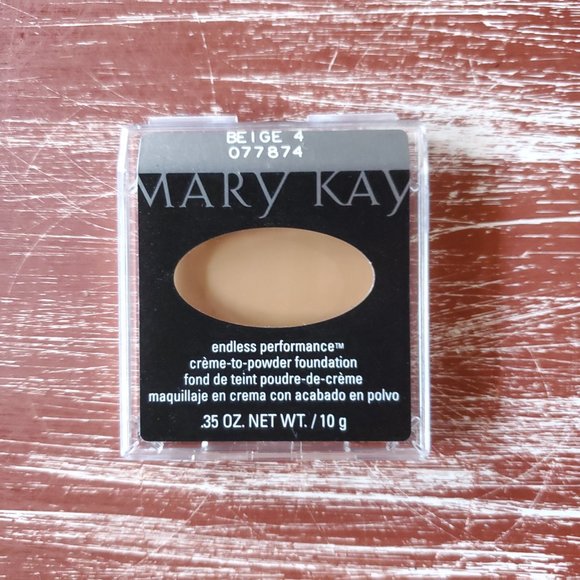 BEIGE 4
077874
MARY KAY
endless performance™
crème-to-powder foundation
fond de teint poudre-de-crème
maquillaje en crema con acabado en polvo
.35 OZ. NET WT. / 10 g